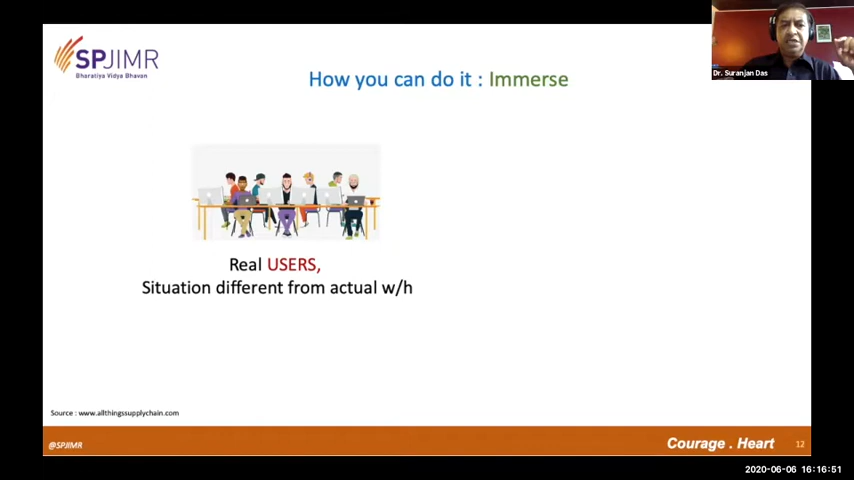 SPJIMR
Bharatiya Vidya Bhavan
How you can do it : Immerse
Dr. Suranjan Das
Real USERS,
Situation different from actual w/h
Source : www.allthingssupplychain.com
@SPJIMR
Courage . Heart
12
2020-06-06 16:16:51